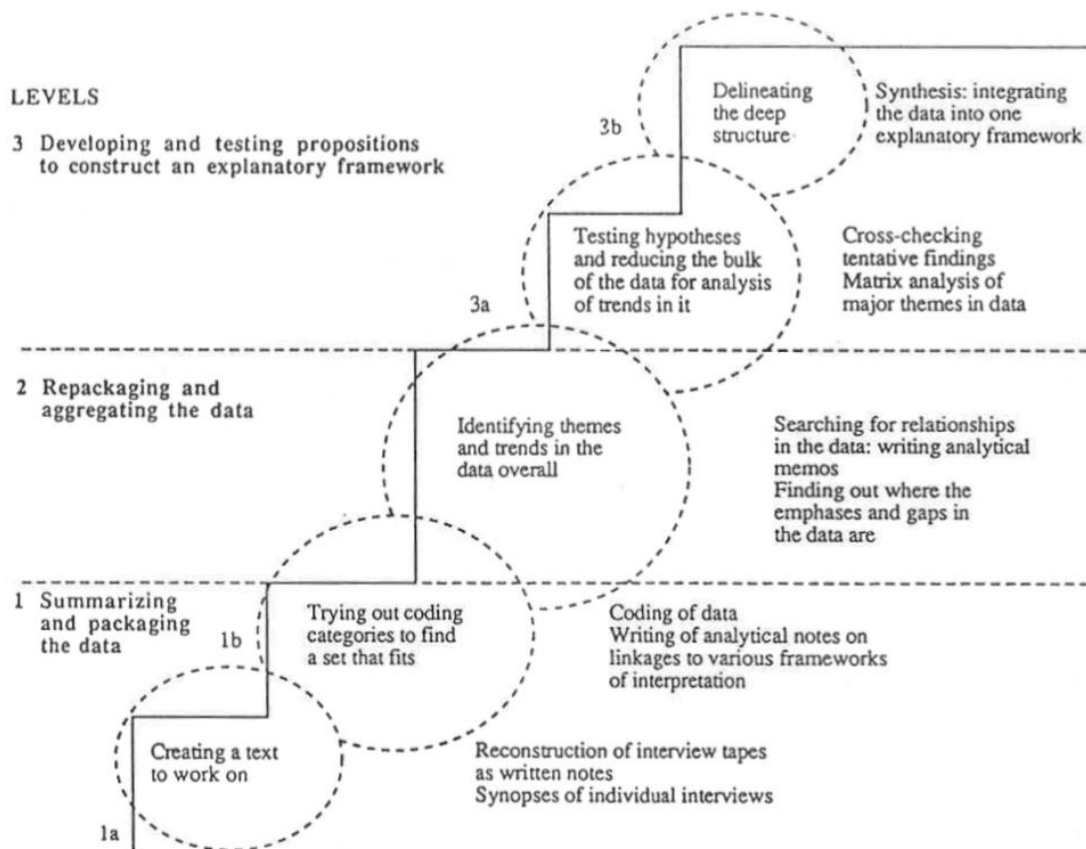 LEVELS
3 Developing and testing propositions
to construct an explanatory framework
3b
Delineating
the deep
structure
Synthesis: integrating
the data into one
explanatory framework
3a
Testing hypotheses
and reducing the bulk
of the data for analysis
of trends in it
Cross-checking
tentative findings
Matrix analysis of
major themes in data
2 Repackaging and
aggregating the data
Identifying themes
and trends in the
data overall
Searching for relationships
in the data: writing analytical
memos
Finding out where the
emphases and gaps in
the data are
1 Summarizing
and packaging
the data
1b
Trying out coding
categories to find
a set that fits
Coding of data
Writing of analytical notes on
linkages to various frameworks
of interpretation
1a
Creating a text
to work on
Reconstruction of interview tapes
as written notes
Synopses of individual interviews